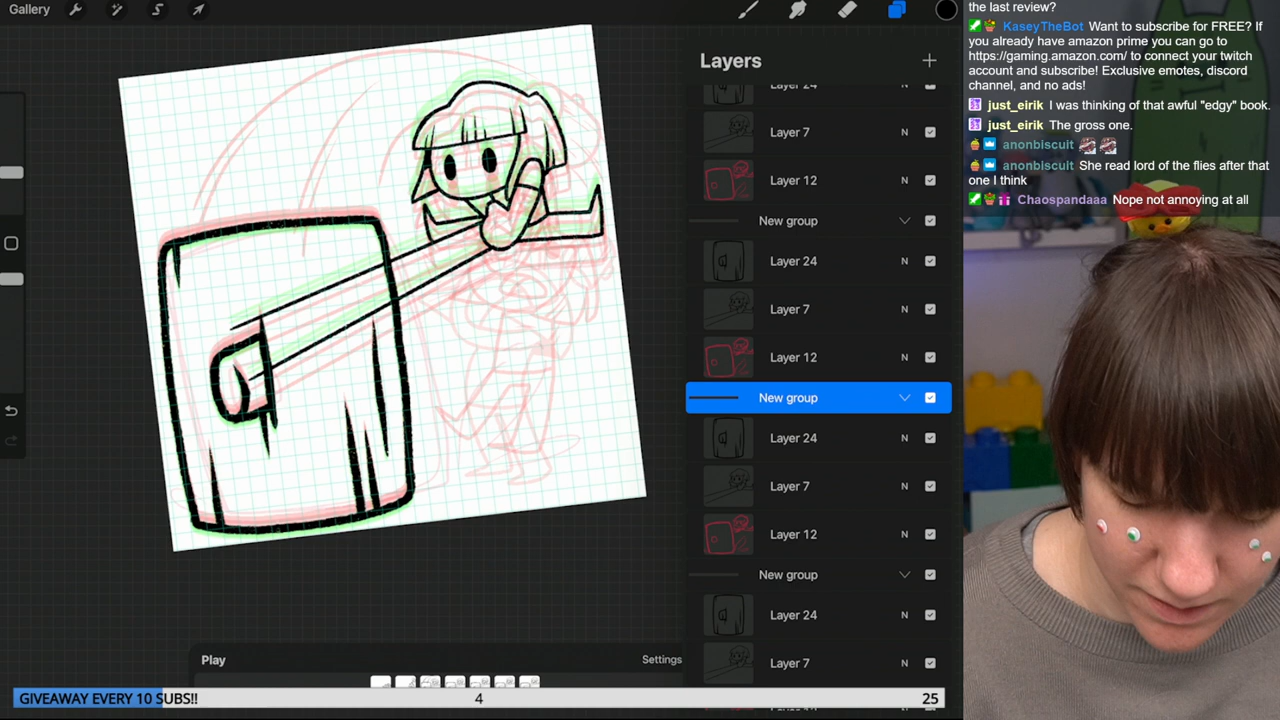 Gallery
Layers
Layer 24
Layer 7 N
Layer 12 N
New group
Layer 24 N
Layer 7 N
Layer 12 N
New group
Layer 24 N
Layer 7 N
Layer 12 N
New group
Layer 24 N
Layer 7 N
Play
Settings
GIVEAWAY EVERY 10 SUBS!!
4
25
the last review?
KaseyTheBot Want to subscribe for FREE? If
you already have amazon prime you can go to
https://gaming.amazon.com/ to connect your twitch
account and subscribe! Exclusive emotes, discord
channel, and no ads!
just_eirik I was thinking of that awful "edgy" book.
just_eirik The gross one.
anonbiscuit
anonbiscuit She read lord of the flies after that
one I think
Chaospandaaa Nope not annoying at all